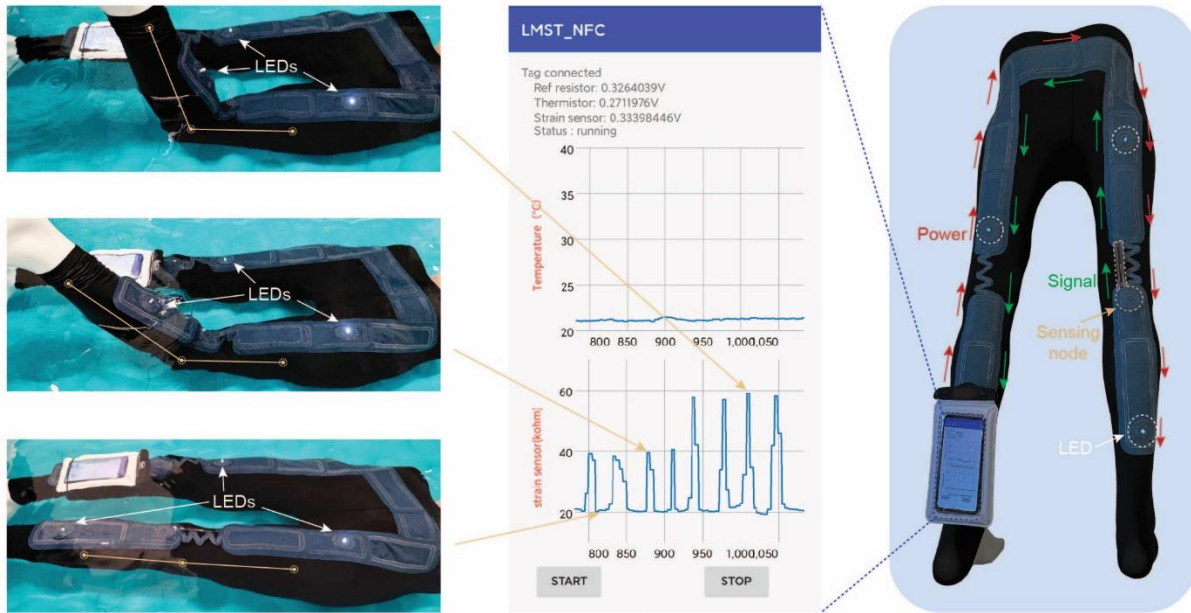 LEDs
LEDs
LEDs
LMST_NFC
Tag connected
Ref resistor: 0.3264039V
Thermistor: 0.2711976V
Strain sensor: 0.33398446V
Status : running
Temperature (°C)
40
35
30
25
20
800 850 900 950 1,000 1,050
strain sensor(kohm)
60
40
20
800 850 900 950 1,000 1,050
START STOP
Power
Signal
Sensing
node
LED